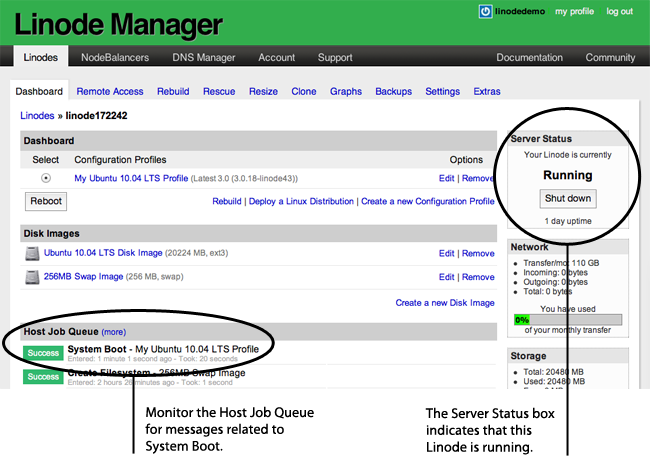 linodedemo my profile log out
Linode Manager
Linodes NodeBalancers DNS Manager Account Support Documentation Community
Dashboard Remote Access Rebuild Rescue Resize Clone Graphs Backups Settings Extras
Linodes » linode172242
Dashboard
Select Configuration Profiles Options
My Ubuntu 10.04 LTS Profile (Latest 3.0 (3.0.18-linode43)) Edit | Remove
Reboot Rebuild | Deploy a Linux Distribution | Create a new Configuration Profile
Disk Images
Ubuntu 10.04 LTS Disk Image (20224 MB, ext3) Edit | Remove
256MB Swap Image (256 MB, swap) Edit | Remove
Create a new Disk Image
Host Job Queue (more)
Success System Boot - My Ubuntu 10.04 LTS Profile
Entered: 1 minute 1 second ago - Took: 20 seconds
Success Create Filesystem - 256MB Swap Image
Entered: 2 hours 26 minutes ago - Took: 1 second
Server Status
Your Linode is currently
Running
Shut down
1 day uptime
Network
Transfer/mo: 110 GB
Incoming: 0 bytes
Outgoing: 0 bytes
Total: 0 bytes
You have used
0%
of your monthly transfer
Storage
Total: 20480 MB
Used: 20480 MB
Monitor the Host Job Queue
for messages related to
System Boot.
The Server Status box
indicates that this
Linode is running.